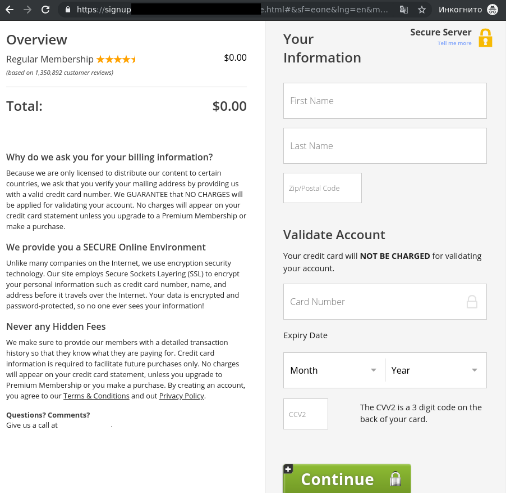 https://signup e.html#&sf=eone&lng=en&m... Инкогнито
Overview
Regular Membership $0.00
(based on 1,350,892 customer reviews)
Total: $0.00
Why do we ask you for your billing information?
Because we are only licensed to distribute our content to certain
countries, we ask that you verify your mailing address by providing us
with a valid credit card number. We GUARANTEE that NO CHARGES will
be applied for validating your account. No charges will appear on your
credit card statement unless you upgrade to a Premium Membership or
make a purchase.
We provide you a SECURE Online Environment
Unlike many companies on the Internet, we use encryption security
technology. Our site employs Secure Sockets Layering (SSL) to encrypt
your personal information such as credit card number, name, and
address before it travels over the Internet. Your data is encrypted and
password-protected, so no one ever sees your information!
Never any Hidden Fees
We make sure to provide our members with a detailed transaction
history so that they know what they are paying for. Credit card
information is required to facilitate future purchases only. No charges
will appear on your credit card statement, unless you upgrade to
Premium Membership or you make a purchase. By creating an account,
you agree to our Terms & Conditions and out Privacy Policy.
Questions? Comments?
Give us a call at .
Your
Information
Secure Server
tell me more
First Name
Last Name
Zip/Postal Code
Validate Account
Your credit card will NOT BE CHARGED for validating
your account.
Card Number
Expiry Date
Month Year
CCV2
The CVV2 is a 3 digit code on the
back of your card.
Continue